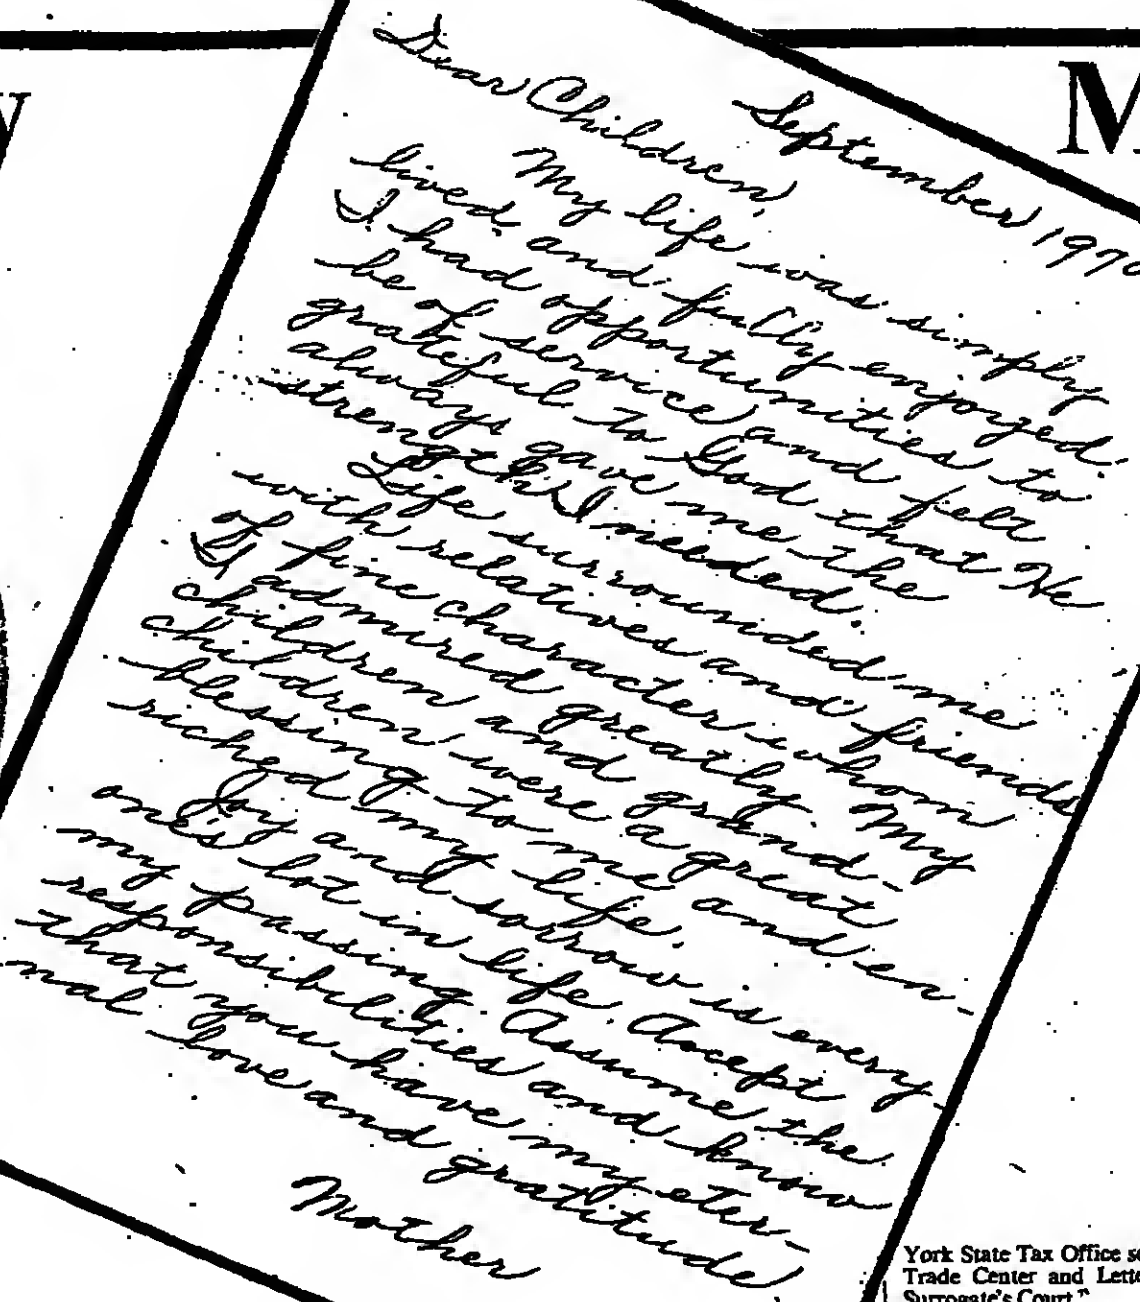 September 1970
Dear Children,
My life was simply
lived and fully enjoyed.
I had opportunities to
be of service and felt
grateful to God that He
always gave me the
strength I needed.
Life surrounded me
with relatives and friends
of fine character whom
I admired greatly. My
children and grand-
children were a great
blessing to me and en-
riched my life.
Joy and sorrow is every
one's lot in life. Accept
my passing. Assume the
responsibilities and know
that you have my eter-
nal love and gratitude
Mother
M
York State Tax Office
Trade Center and
Surrogate's Court."